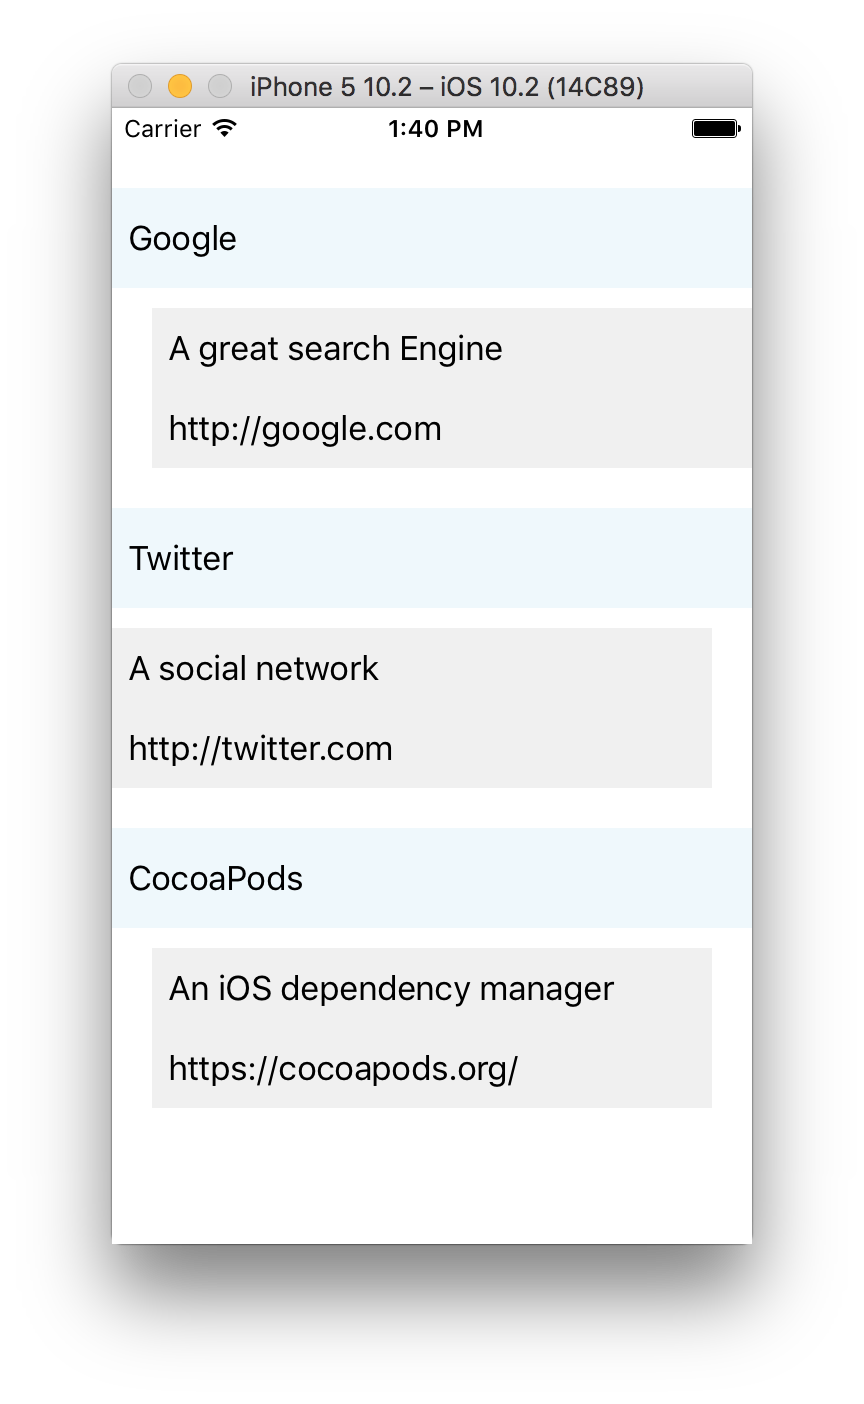 iPhone 5 10.2 – iOS 10.2 (14C89)
Carrier 1:40 PM
Google
A great search Engine
http://google.com
Twitter
A social network
http://twitter.com
CocoaPods
An iOS dependency manager
https://cocoapods.org/